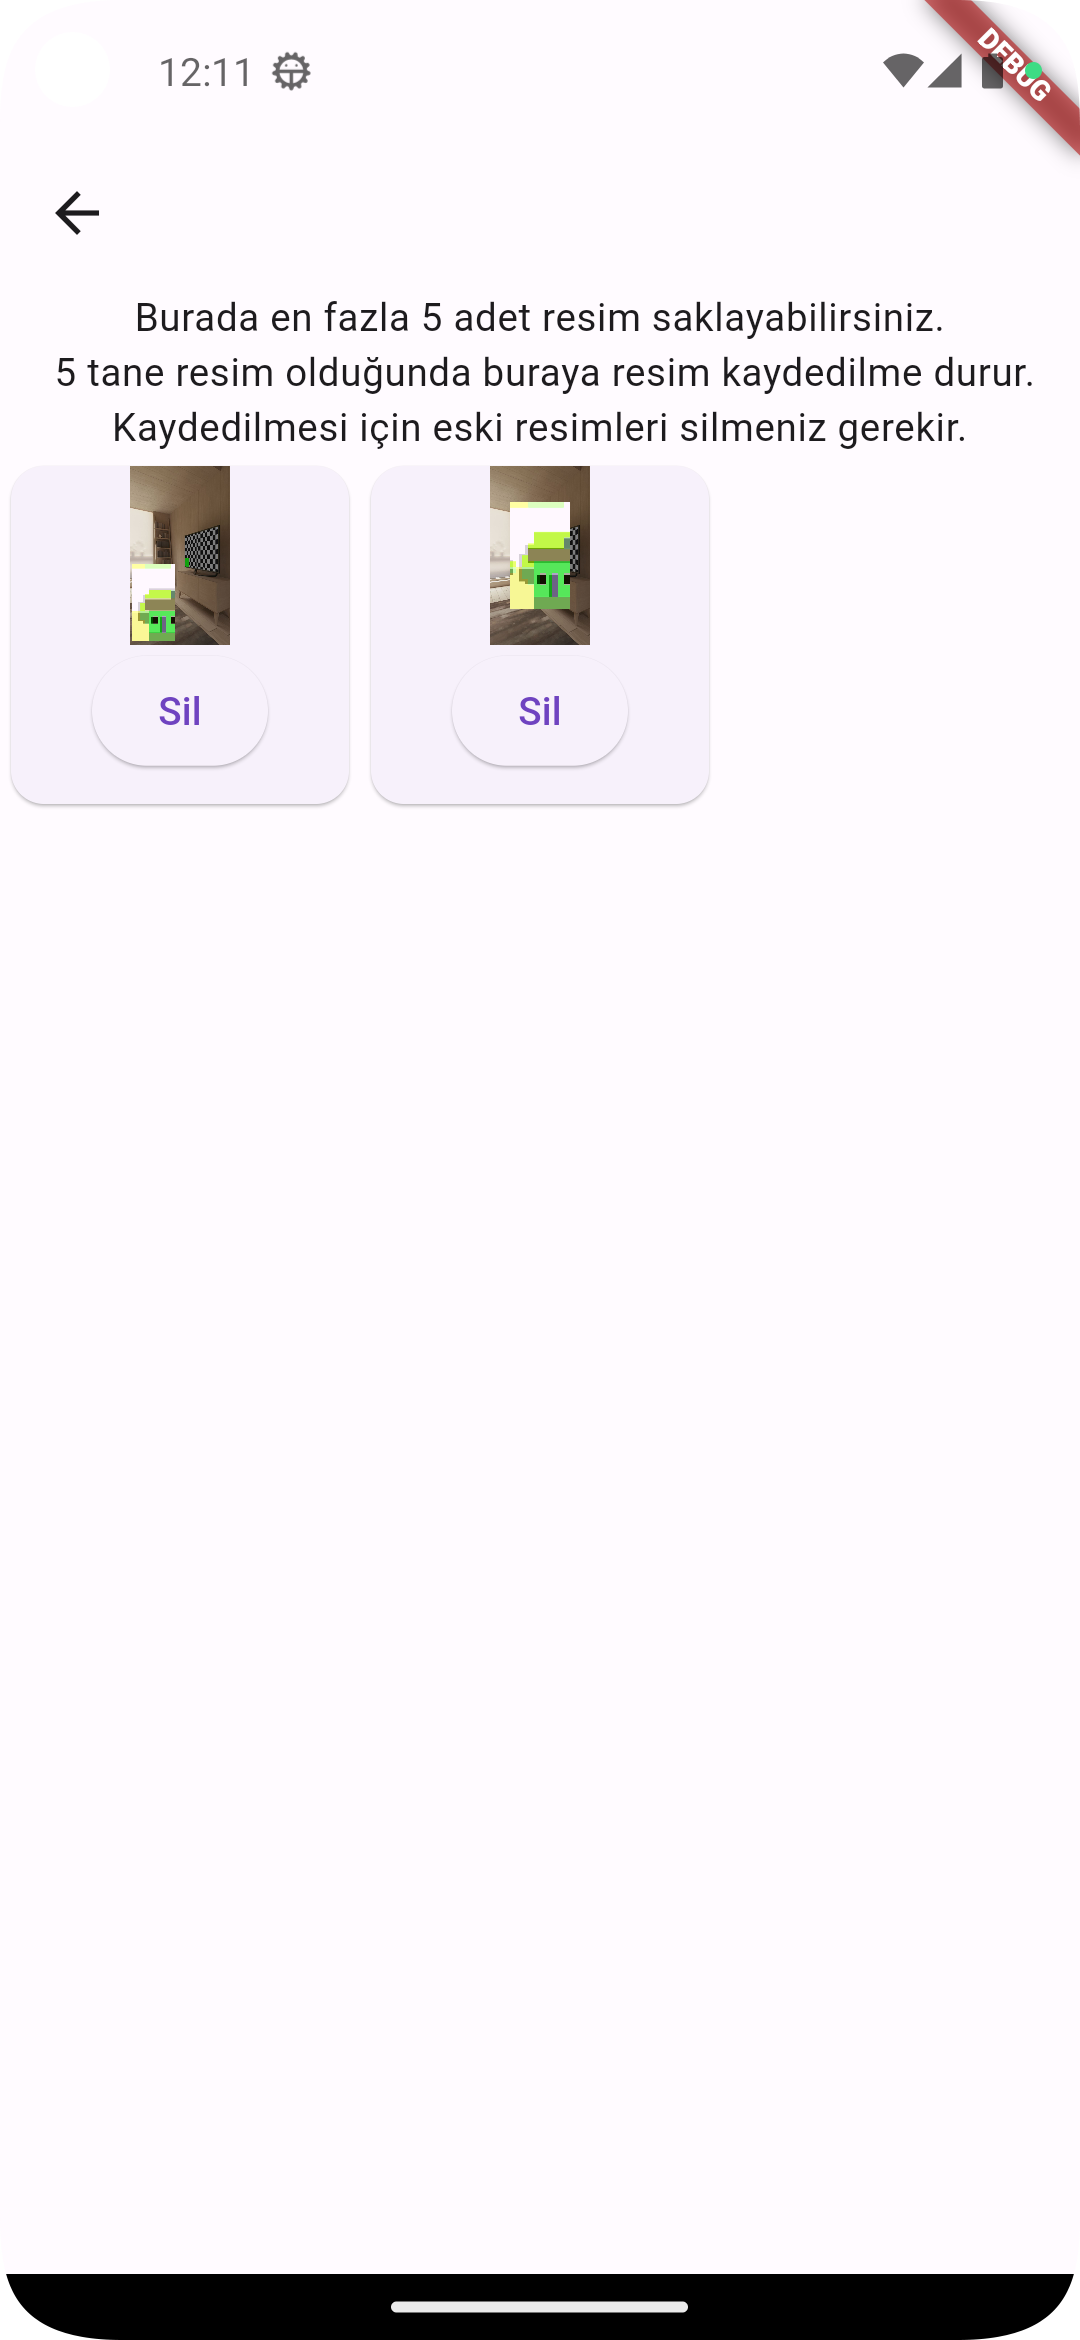 12:11
DEBUG
Burada en fazla 5 adet resim saklayabilirsiniz.
5 tane resim olduğunda buraya resim kaydedilme durur.
Kaydedilmesi için eski resimleri silmeniz gerekir.
Sil
Sil